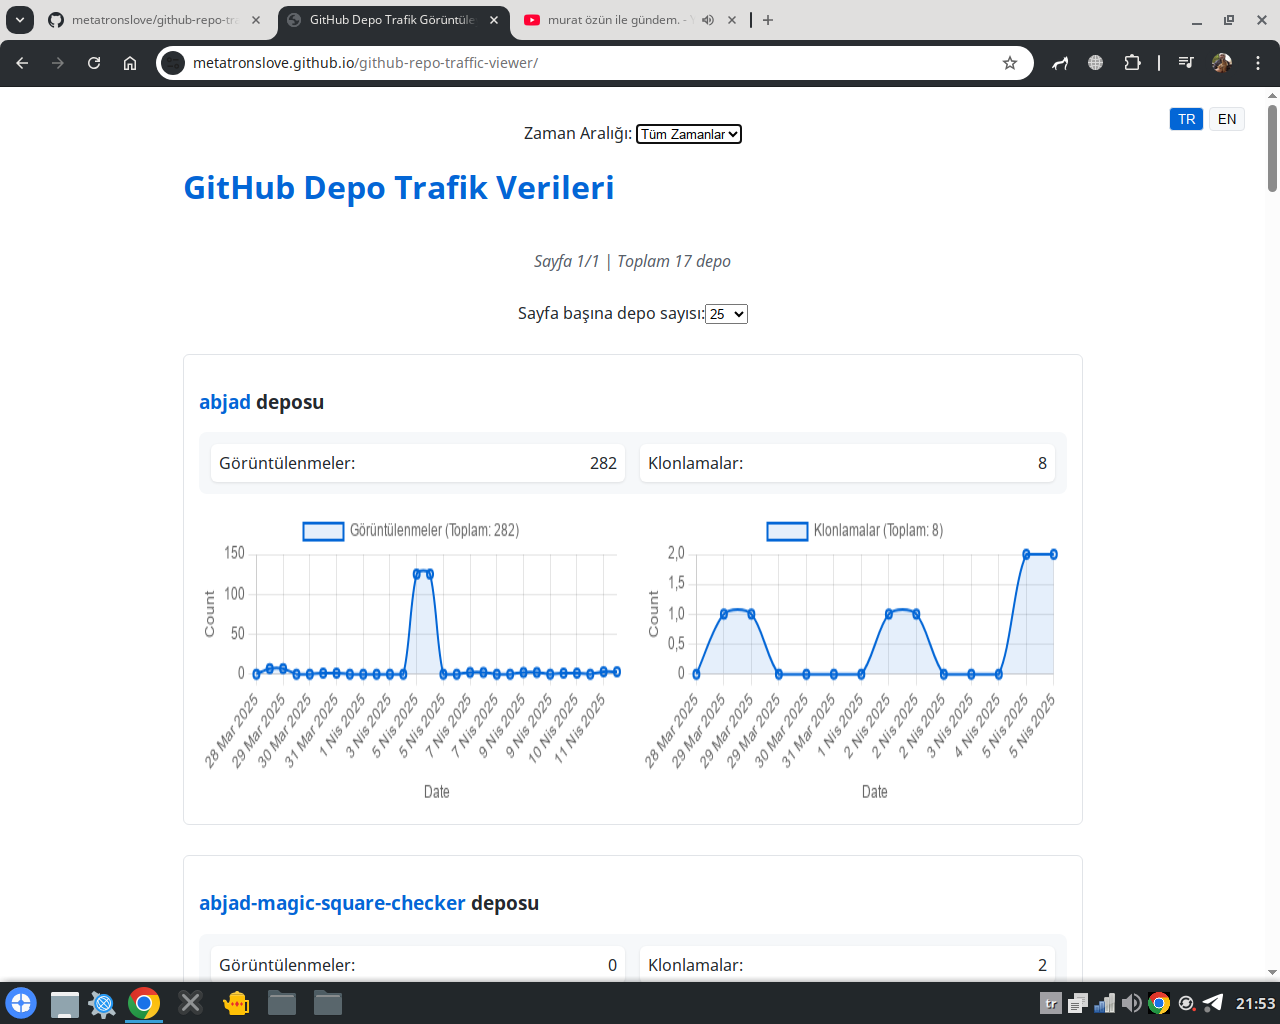 metatronslove/github-repo-tra
GitHub Depo Trafik Görüntüle
murat özün ile gündem. -
metatronslove.github.io/github-repo-traffic-viewer/
TR
EN
Zaman Aralığı: Tüm Zamanlar
GitHub Depo Trafik Verileri
Sayfa 1/1 | Toplam 17 depo
Sayfa başına depo sayısı: 25
abjad deposu
Görüntülenmeler: 282
Klonlamalar: 8
Görüntülenmeler (Toplam: 282)
150
100
50
0
Count
28 Mar 2025
29 Mar 2025
30 Mar 2025
31 Mar 2025
1 Nis 2025
3 Nis 2025
5 Nis 2025
5 Nis 2025
7 Nis 2025
7 Nis 2025
9 Nis 2025
9 Nis 2025
10 Nis 2025
11 Nis 2025
Date
Klonlamalar (Toplam: 8)
2,0
1,5
1,0
0,5
0
Count
28 Mar 2025
29 Mar 2025
29 Mar 2025
29 Mar 2025
30 Mar 2025
31 Mar 2025
1 Nis 2025
2 Nis 2025
2 Nis 2025
2 Nis 2025
3 Nis 2025
4 Nis 2025
5 Nis 2025
5 Nis 2025
Date
abjad-magic-square-checker deposu
Görüntülenmeler: 0
Klonlamalar: 2
tr
21:53